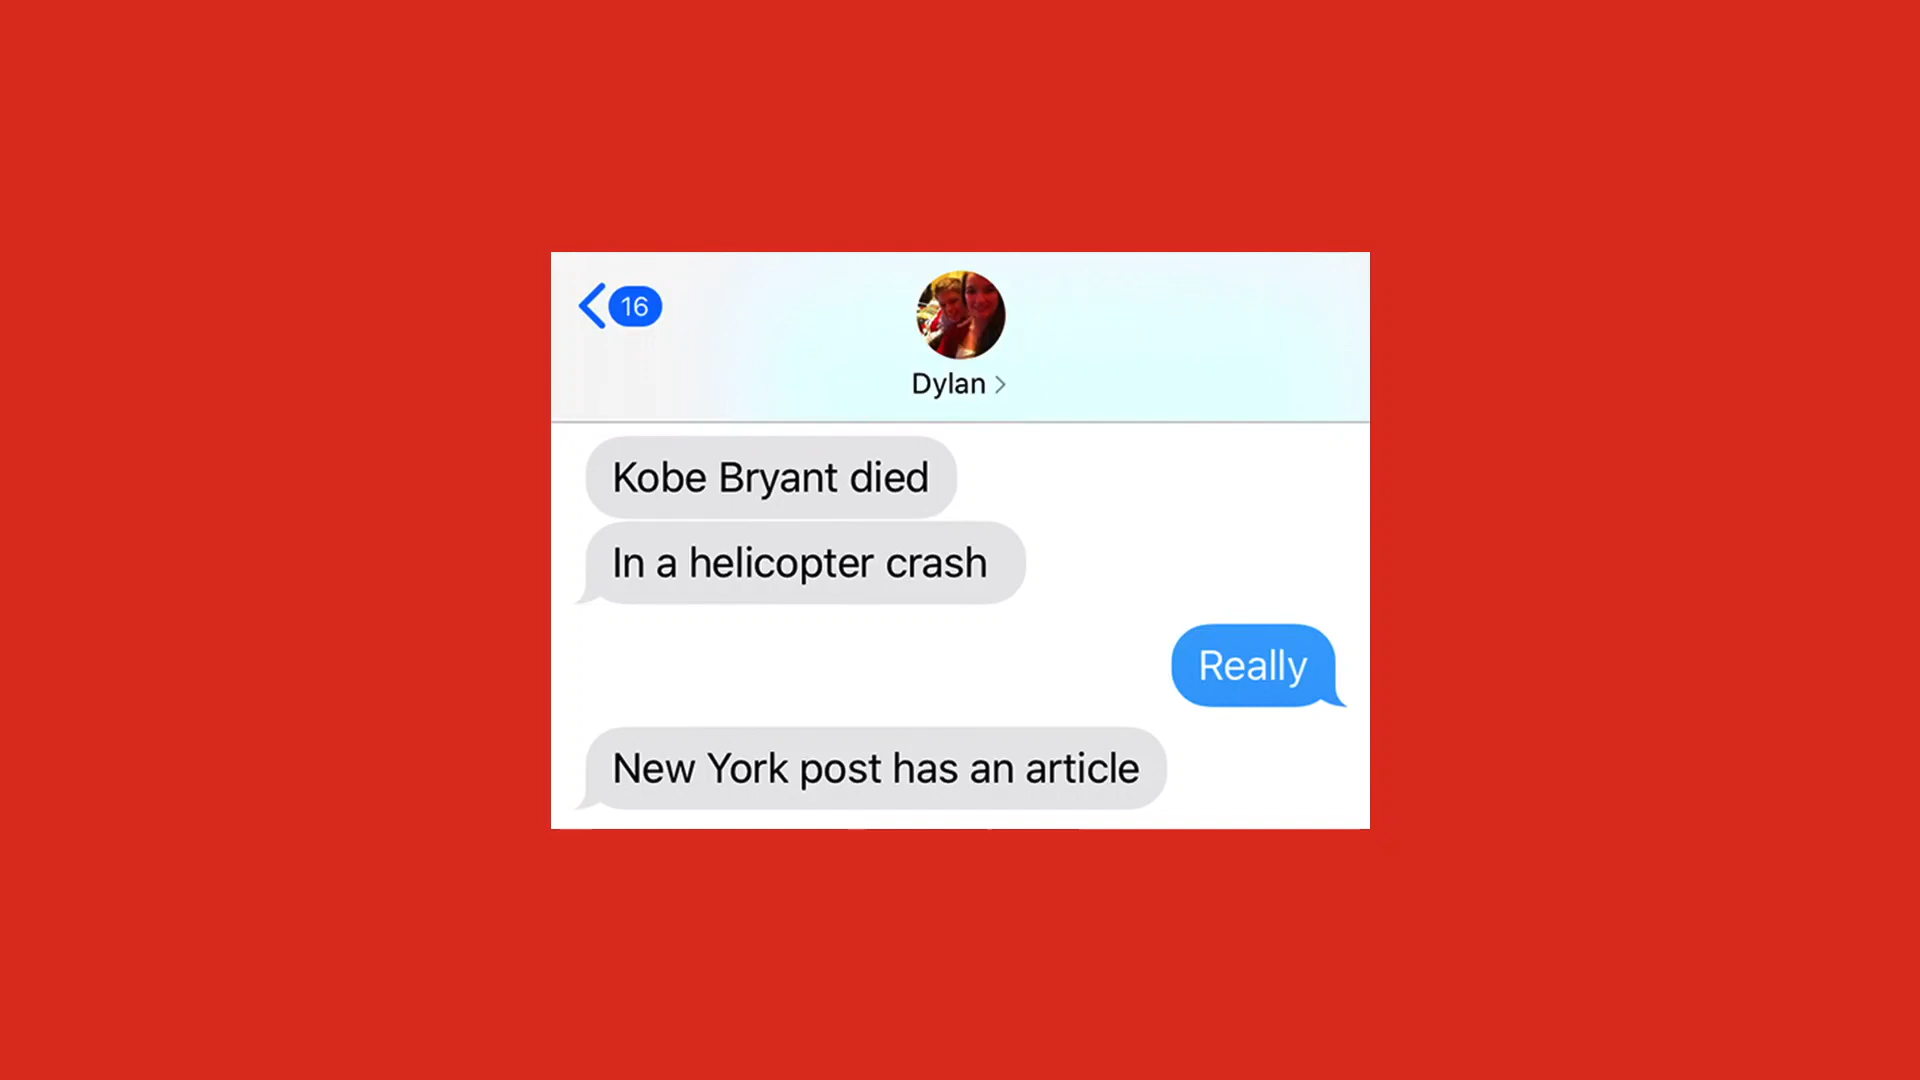 16
Dylan
Kobe Bryant died
In a helicopter crash
Really
New York post has an article